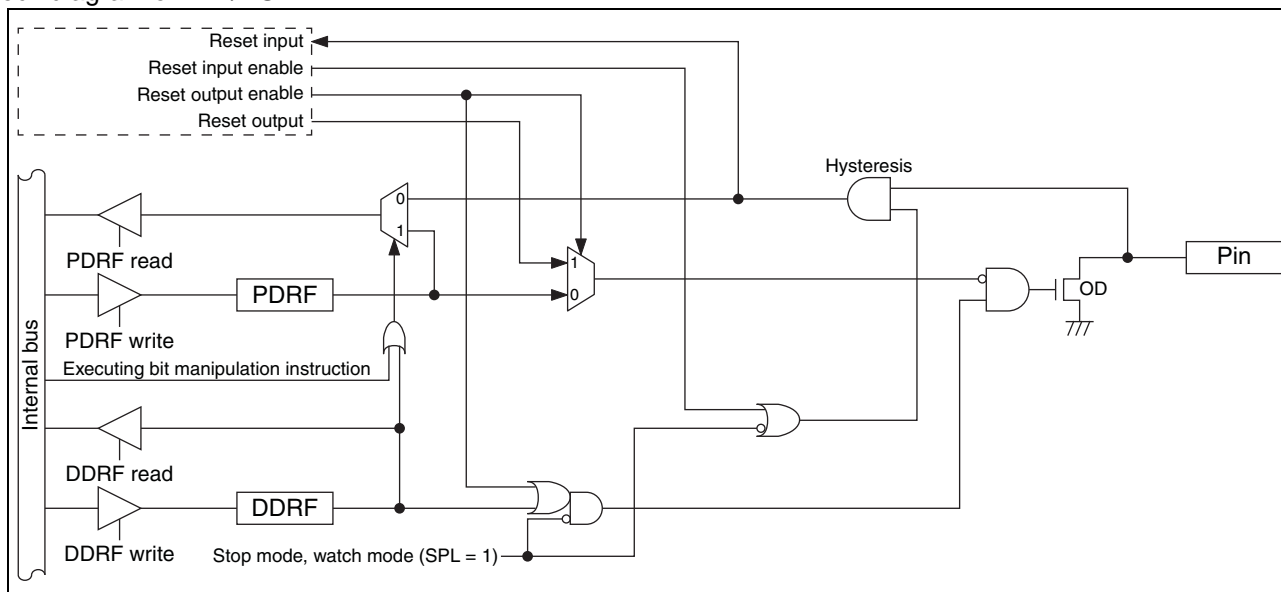 Reset input
Reset input enable
Reset output enable
Reset output
Hysteresis
0
1
PDRF read
1
Pin
PDRF
0
OD
PDRF write
Executing bit manipulation instruction
Internal bus
DDRF read
DDRF
DDRF write
Stop mode, watch mode (SPL = 1)